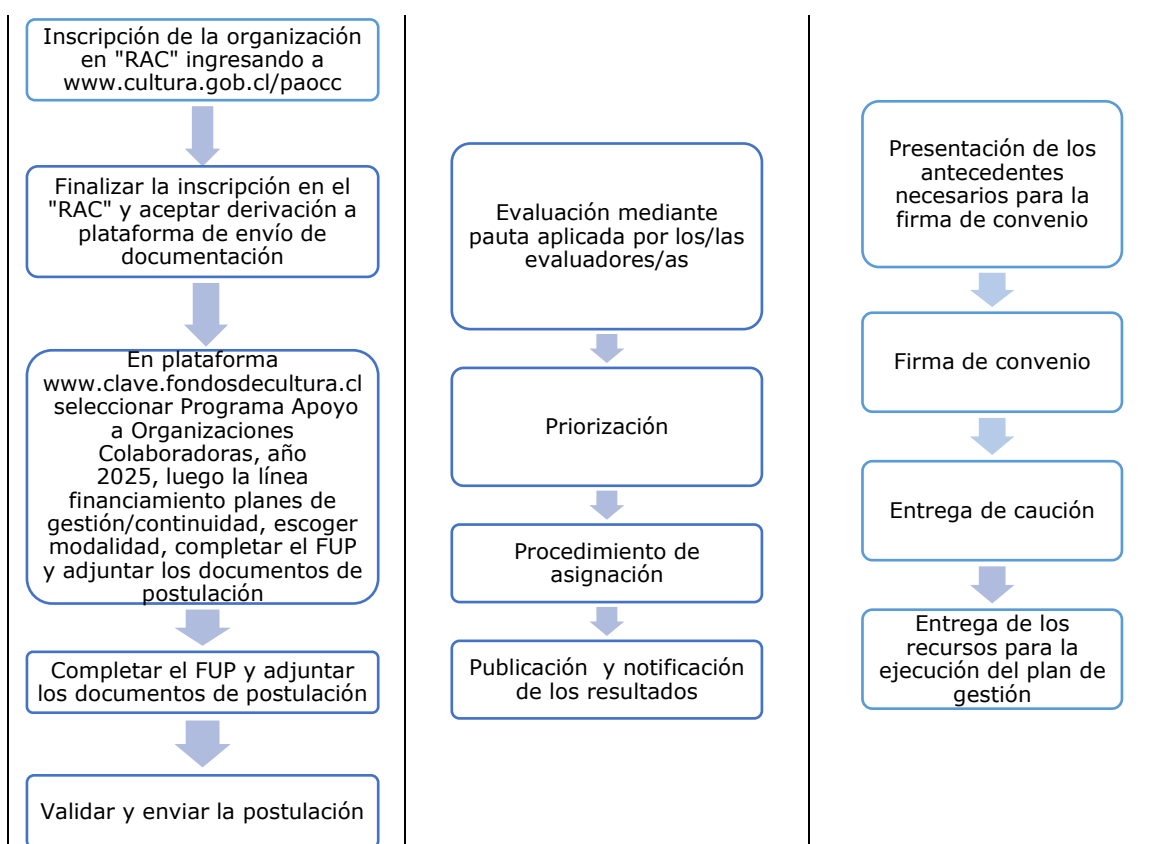 Inscripción de la organización
en "RAC" ingresando a
www.cultura.gob.cl/paocc
Finalizar la inscripción en el
"RAC" y aceptar derivación a
plataforma de envío de
documentación
En plataforma
www.clave.fondosdecultura.cl
seleccionar Programa Apoyo
a Organizaciones
Colaboradoras, año
2025, luego la línea
financiamiento planes de
gestión/continuidad, escoger
modalidad, completar el FUP
y adjuntar los documentos de
postulación
Completar el FUP y adjuntar
los documentos de postulación
Validar y enviar la postulación
Evaluación mediante
pauta aplicada por los/las
evaluadores/as
Priorización
Procedimiento de
asignación
Publicación y notificación
de los resultados
Presentación de los
antecedentes
necesarios para la
firma de convenio
Firma de convenio
Entrega de caución
Entrega de los
recursos para la
ejecución del plan de
gestión